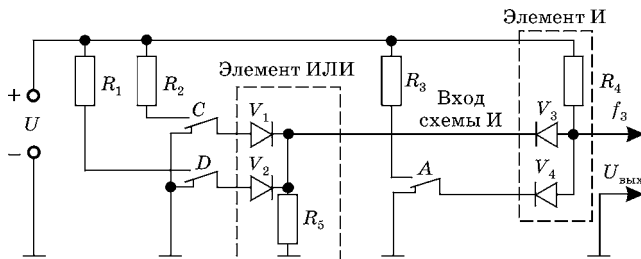 Элемент И
Элемент ИЛИ
R1
R2
R3
R4
Вход
схемы И
+
U
−
C
V1
V3
f3
D
V2
A
V4
Uвых
R5